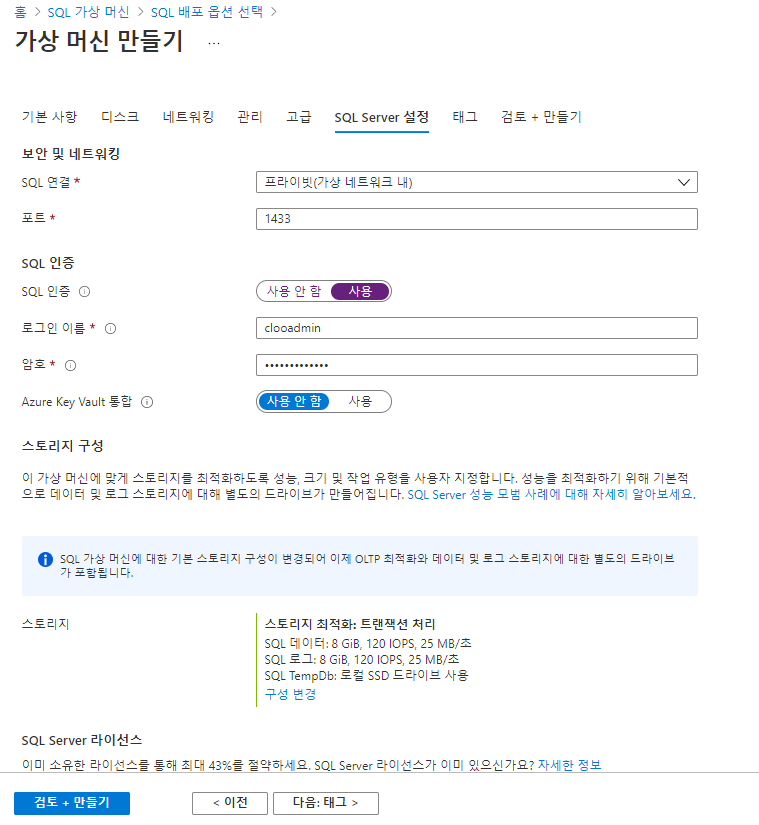 홈 > SQL 가상 머신 > SQL 배포 옵션 선택 >
가상 머신 만들기 ...
기본 사항 디스크 네트워킹 관리 고급 SQL Server 설정 태그 검토 + 만들기
보안 및 네트워킹
SQL 연결 * 프라이빗(가상 네트워크 내)
포트 * 1433
SQL 인증
SQL 인증 사용 안 함 사용
로그인 이름 * clooadmin
암호 * •••••••••••••
Azure Key Vault 통합 사용 안 함 사용
스토리지 구성
이 가상 머신에 맞게 스토리지를 최적화하도록 성능, 크기 및 작업 유형을 사용자 지정합니다. 성능을 최적화하기 위해 기본적
으로 데이터 및 로그 스토리지에 대해 별도의 드라이브가 만들어집니다. SQL Server 성능 모범 사례에 대해 자세히 알아보세요.
SQL 가상 머신에 대한 기본 스토리지 구성이 변경되어 이제 OLTP 최적화와 데이터 및 로그 스토리지에 대한 별도의 드라이브
가 포함됩니다.
스토리지 스토리지 최적화: 트랜잭션 처리
SQL 데이터: 8 GiB, 120 IOPS, 25 MB/초
SQL 로그: 8 GiB, 120 IOPS, 25 MB/초
SQL TempDb: 로컬 SSD 드라이브 사용
구성 변경
SQL Server 라이선스
이미 소유한 라이선스를 통해 최대 43%를 절약하세요. SQL Server 라이선스가 이미 있으신가요? 자세한 정보
검토 + 만들기 < 이전 다음: 태그 >